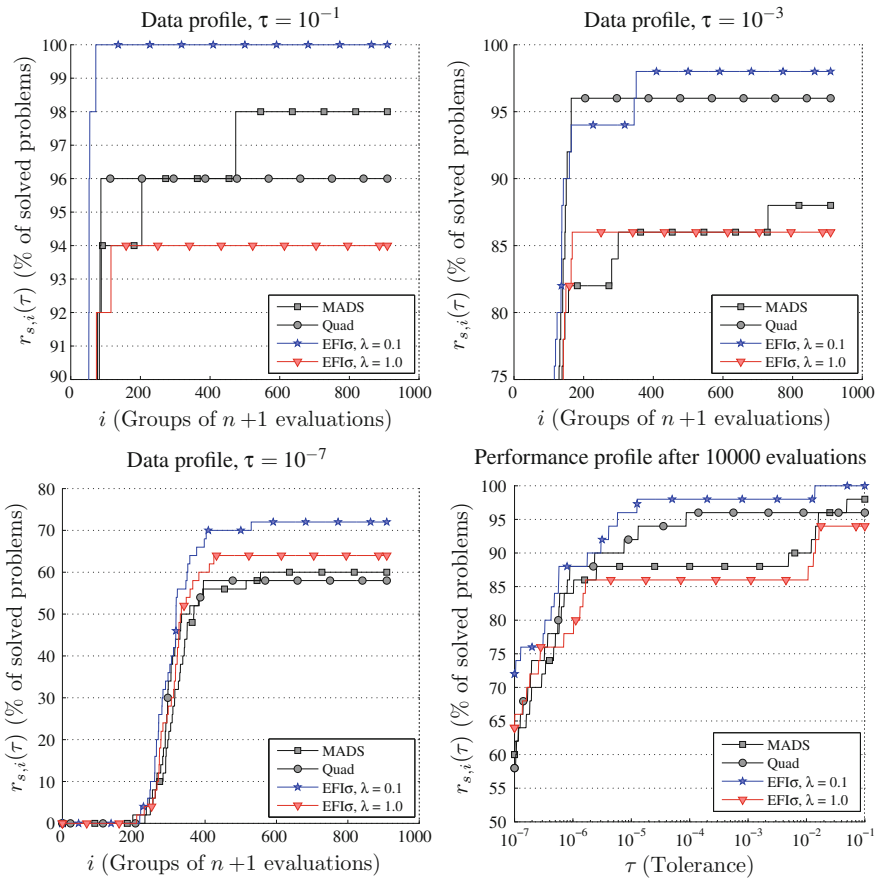 Data profile, τ = 10⁻¹
r_{s,i}(τ) (% of solved problems)
100
99
98
97
96
95
94
93
92
91
90
0 200 400 600 800 1000
i (Groups of n+1 evaluations)
MADS
Quad
EFIσ, λ = 0.1
EFIσ, λ = 1.0
Data profile, τ = 10⁻³
r_{s,i}(τ) (% of solved problems)
100
95
90
85
80
75
0 200 400 600 800 1000
i (Groups of n+1 evaluations)
MADS
Quad
EFIσ, λ = 0.1
EFIσ, λ = 1.0
Data profile, τ = 10⁻⁷
r_{s,i}(τ) (% of solved problems)
80
70
60
50
40
30
20
10
0
0 200 400 600 800 1000
i (Groups of n+1 evaluations)
MADS
Quad
EFIσ, λ = 0.1
EFIσ, λ = 1.0
Performance profile after 10000 evaluations
r_{s,i}(τ) (% of solved problems)
100
95
90
85
80
75
70
65
60
55
50
10⁻⁷ 10⁻⁶ 10⁻⁵ 10⁻⁴ 10⁻³ 10⁻² 10⁻¹
τ (Tolerance)
MADS
Quad
EFIσ, λ = 0.1
EFIσ, λ = 1.0